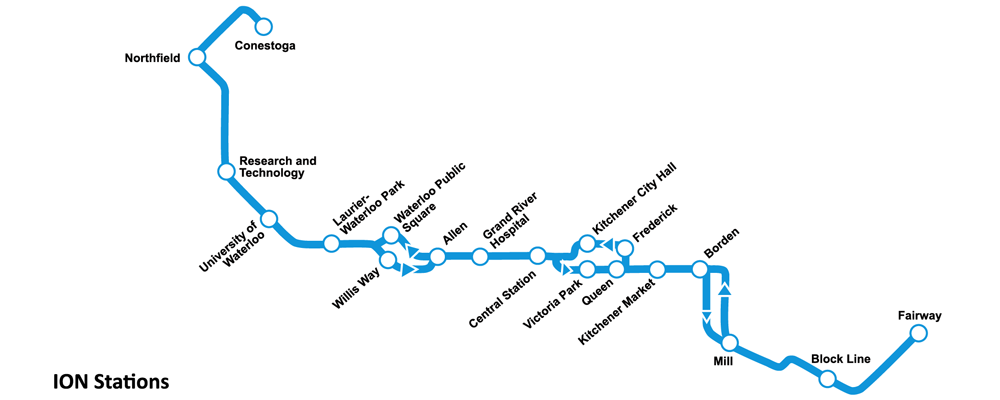 Conestoga
Northfield
Research and
Technology
University of
Waterloo
Laurier-
Waterloo Park
Waterloo Public
Square
Willis Way
Allen
Grand River
Hospital
Central Station
Kitchener City Hall
Victoria Park
Frederick
Queen
Kitchener Market
Borden
Mill
Block Line
Fairway
ION Stations